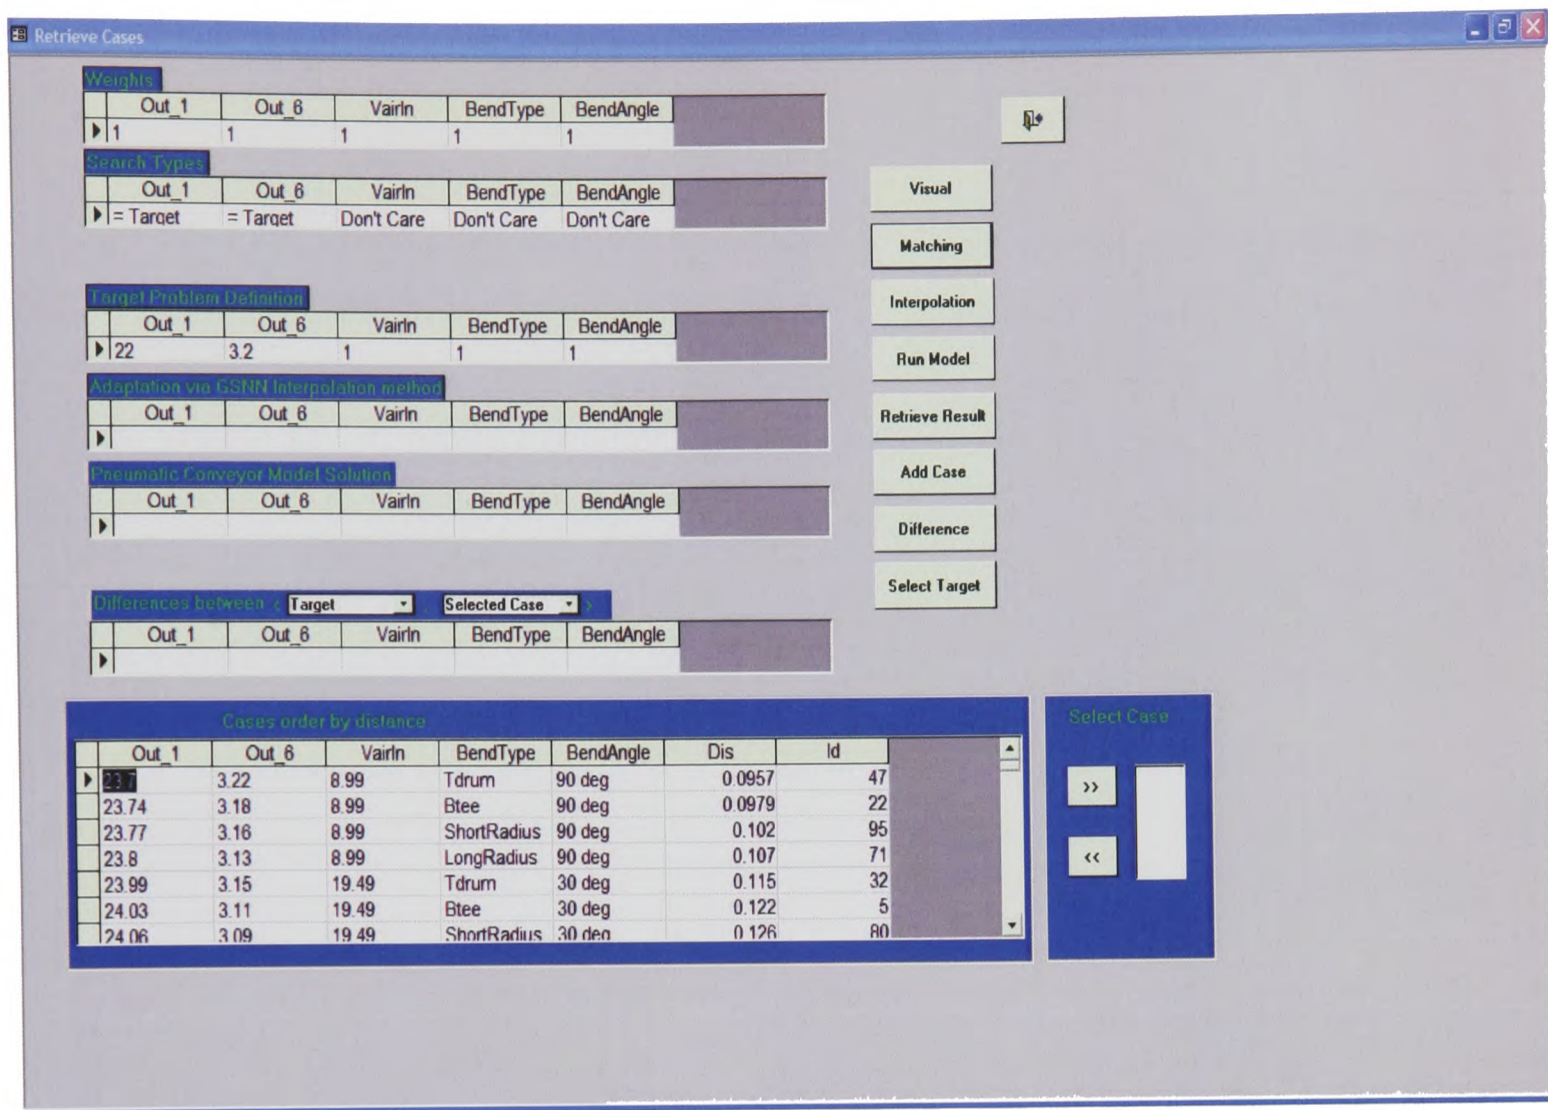 Retrieve Cases
Weights
Out_1 Out_6 VairIn BendType BendAngle
1 1 1 1 1
Search Types
Out_1 Out_6 VairIn BendType BendAngle
= Target = Target Don't Care Don't Care Don't Care
Visual
Matching
Target Problem Definition
Out_1 Out_6 VairIn BendType BendAngle
22 3.2 1 1 1
Interpolation
Run Model
Adaptation via GSNN Interpolation method
Out_1 Out_6 VairIn BendType BendAngle
Retrieve Result
Pneumatic Conveyor Model Solution
Out_1 Out_6 VairIn BendType BendAngle
Add Case
Difference
Select Target
Differences between < Target , Selected Case >
Out_1 Out_6 VairIn BendType BendAngle
Cases order by distance
Out_1 Out_6 VairIn BendType BendAngle Dis Id
23.7 3.22 8.99 Tdrum 90 deg 0.0957 47
23.74 3.18 8.99 Btee 90 deg 0.0979 22
23.77 3.16 8.99 ShortRadius 90 deg 0.102 95
23.8 3.13 8.99 LongRadius 90 deg 0.107 71
23.99 3.15 19.49 Tdrum 30 deg 0.115 32
24.03 3.11 19.49 Btee 30 deg 0.122 5
24.06 3.09 19.49 ShortRadius 30 deg 0.126 80
Select Case
>>
<<